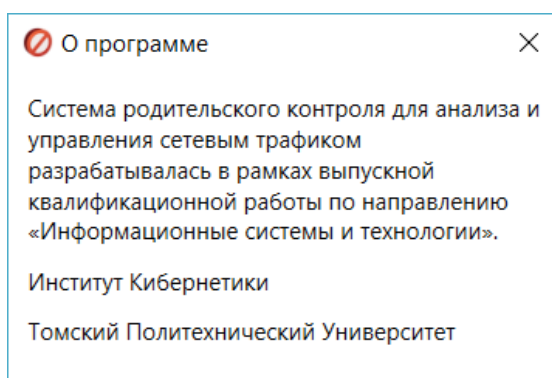 О программе
Система родительского контроля для анализа и
управления сетевым трафиком
разрабатывалась в рамках выпускной
квалификационной работы по направлению
«Информационные системы и технологии».
Институт Кибернетики
Томский Политехнический Университет